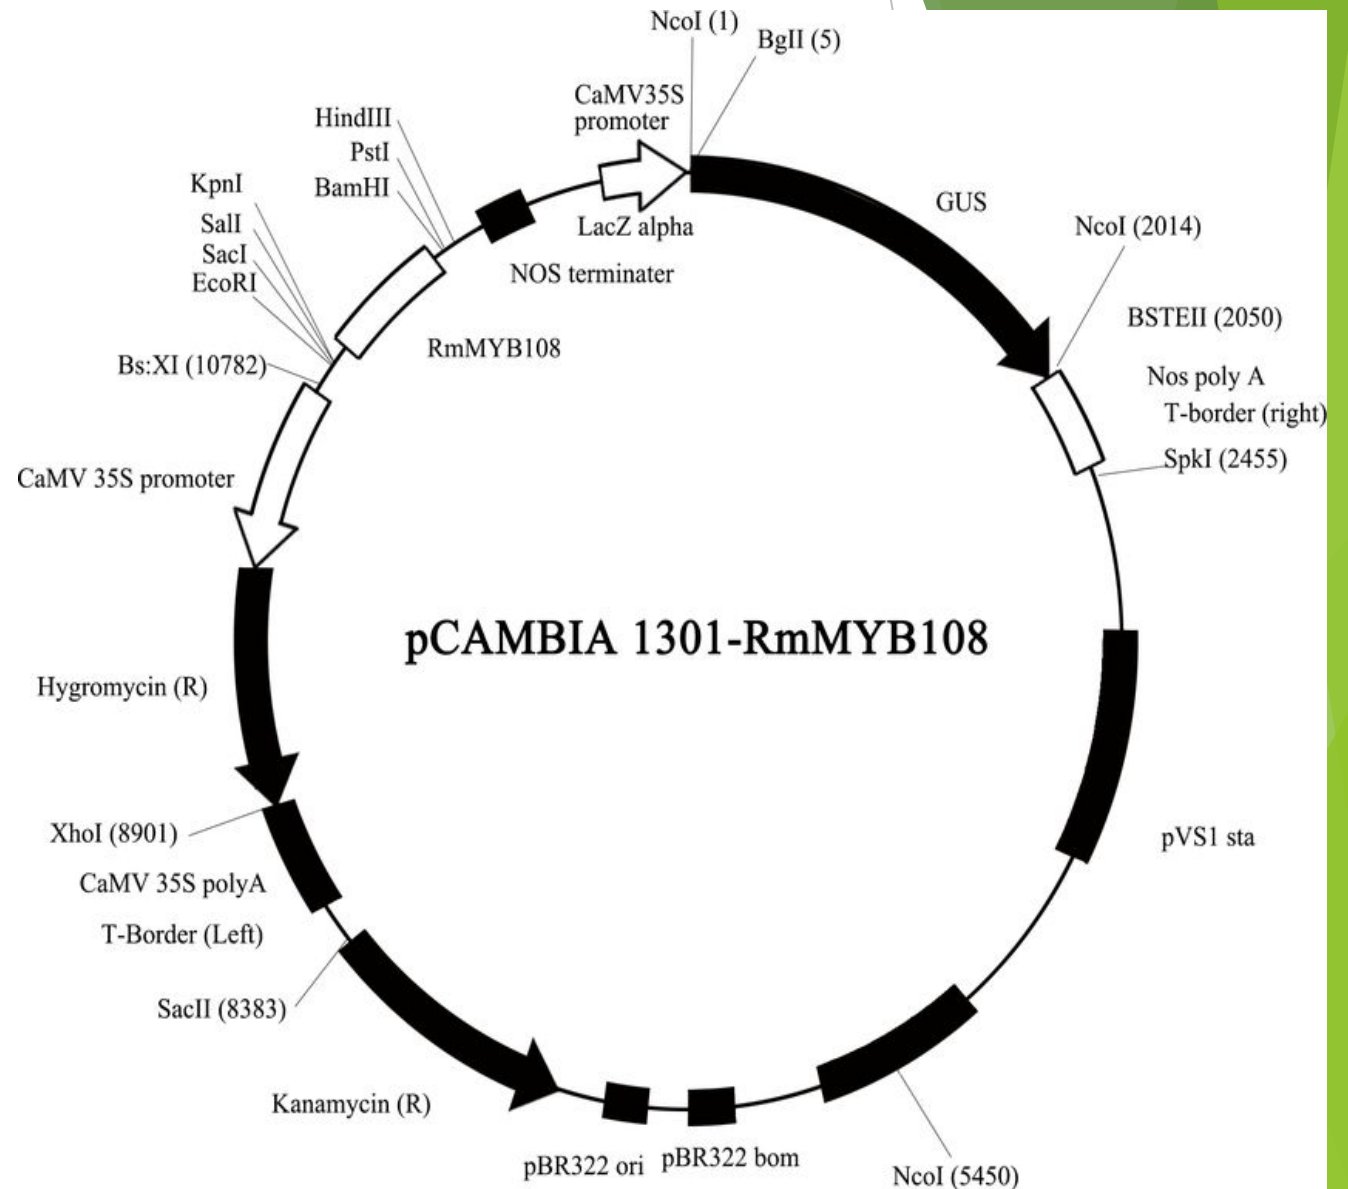 NcoI (1)
BgII (5)
CaMV35S
promoter
HindIII
PstI
BamHI
KpnI
SalI
SacI
EcoRI
GUS
LacZ alpha
NcoI (2014)
NOS terminater
BSTEII (2050)
RmMYB108
Bs:XI (10782)
Nos poly A
T-border (right)
SpkI (2455)
CaMV 35S promoter
pCAMBIA 1301-RmMYB108
Hygromycin (R)
XhoI (8901)
pVS1 sta
CaMV 35S polyA
T-Border (Left)
SacII (8383)
Kanamycin (R)
pBR322 ori
pBR322 bom
NcoI (5450)